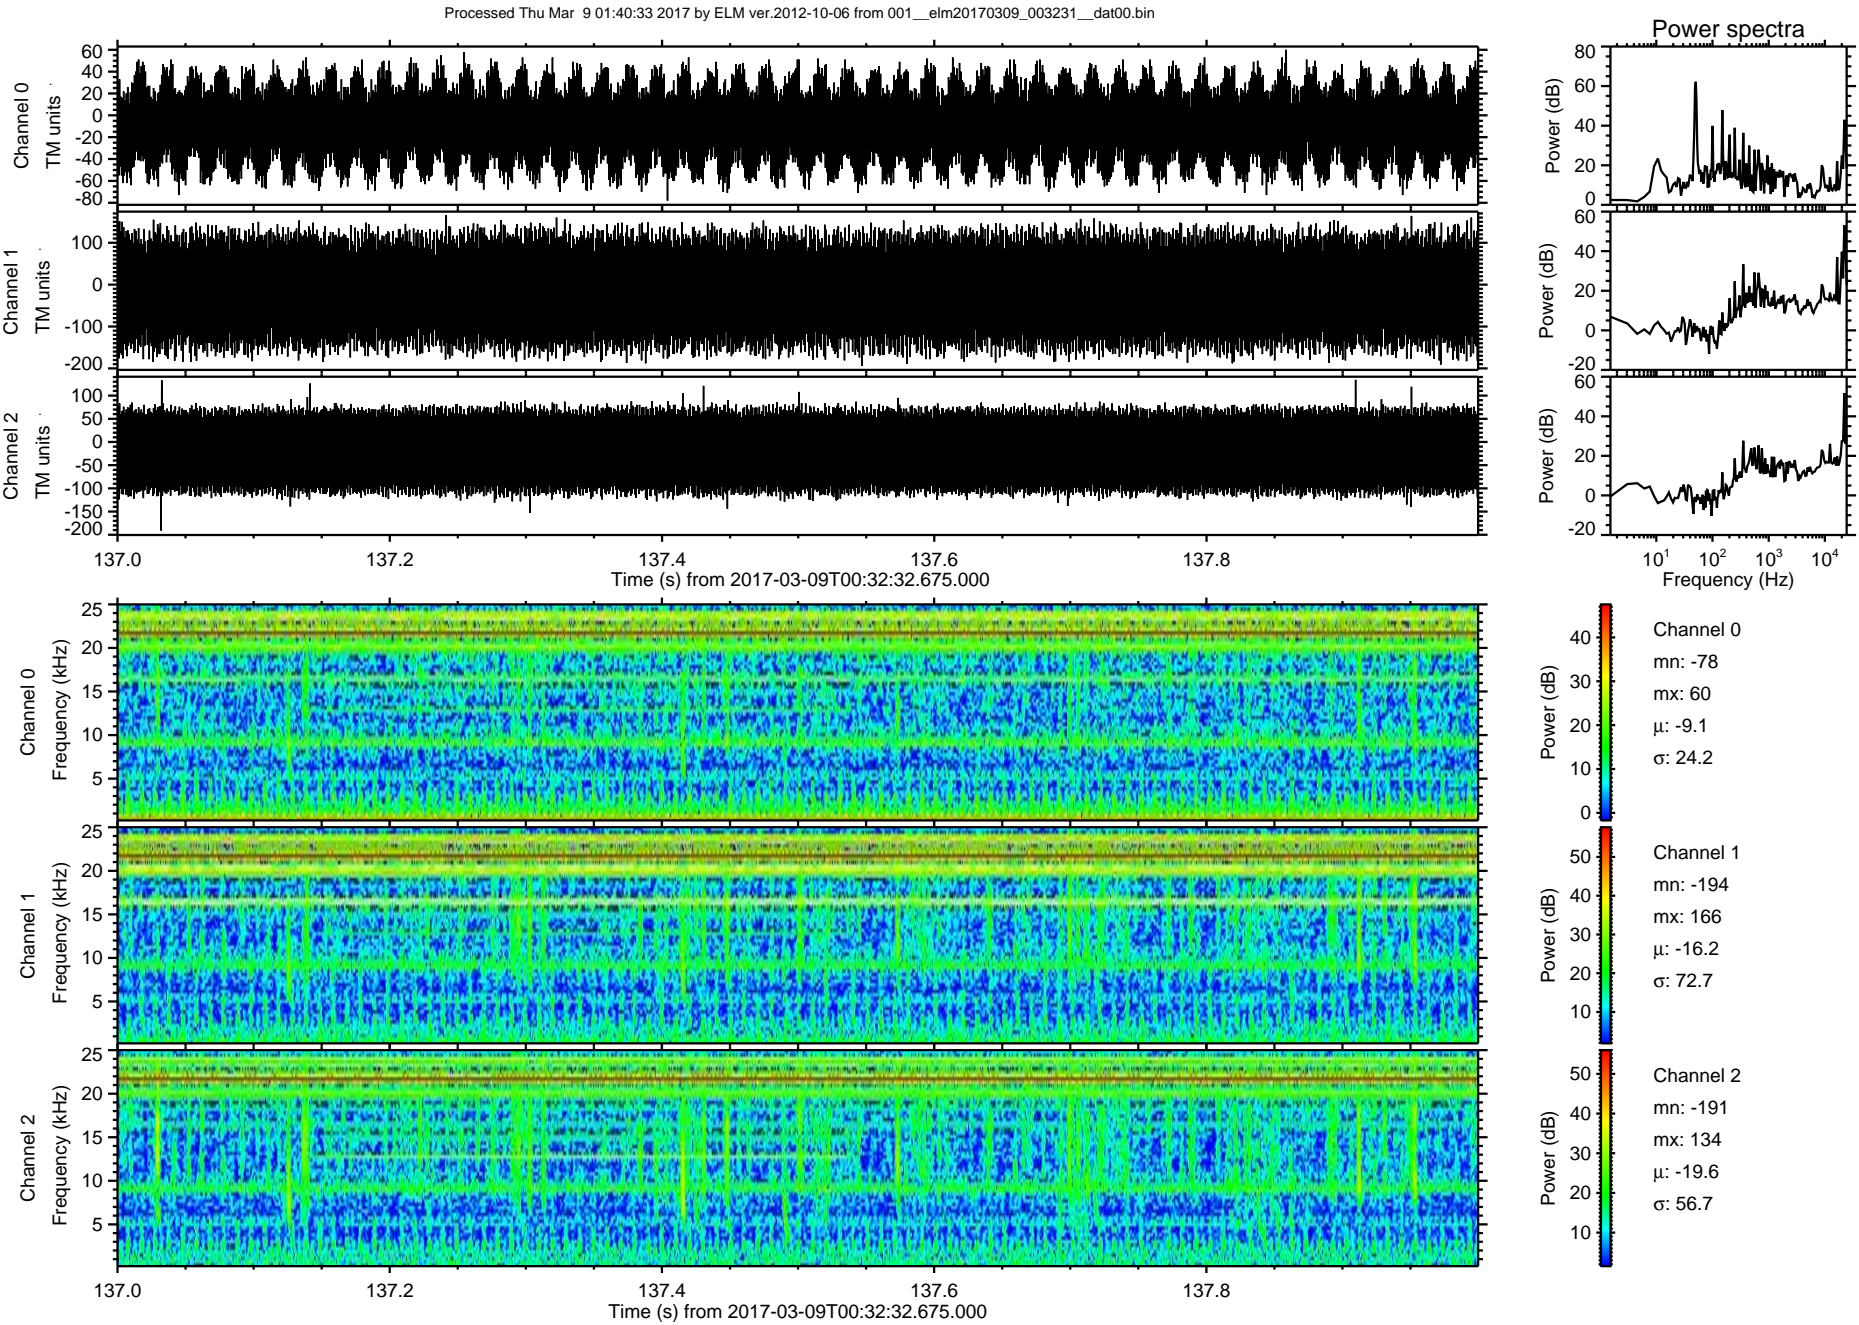 Processed Thu Mar  9 01:40:33 2017 by ELM ver.2012-10-06 from 001__elm20170309_003231__dat00.bin
Power spectra
Channel 0
TM units
60
40
20
0
-20
-40
-60
-80
Power (dB)
80
60
40
20
0
Channel 1
TM units
100
0
-100
-200
Power (dB)
60
40
20
0
-20
Channel 2
TM units
100
50
0
-50
-100
-150
-200
Power (dB)
60
40
20
0
-20
137.0 137.2 137.4 137.6 137.8
Time (s) from 2017-03-09T00:32:32.675.000
10^1 10^2 10^3 10^4
Frequency (Hz)
Channel 0
Frequency (kHz)
25
20
15
10
5
Power (dB)
40
30
20
10
0
Channel 0
mn: -78
mx: 60
μ: -9.1
σ: 24.2
Channel 1
Frequency (kHz)
25
20
15
10
5
Power (dB)
50
40
30
20
10
Channel 1
mn: -194
mx: 166
μ: -16.2
σ: 72.7
Channel 2
Frequency (kHz)
25
20
15
10
5
Power (dB)
50
40
30
20
10
Channel 2
mn: -191
mx: 134
μ: -19.6
σ: 56.7
137.0 137.2 137.4 137.6 137.8
Time (s) from 2017-03-09T00:32:32.675.000